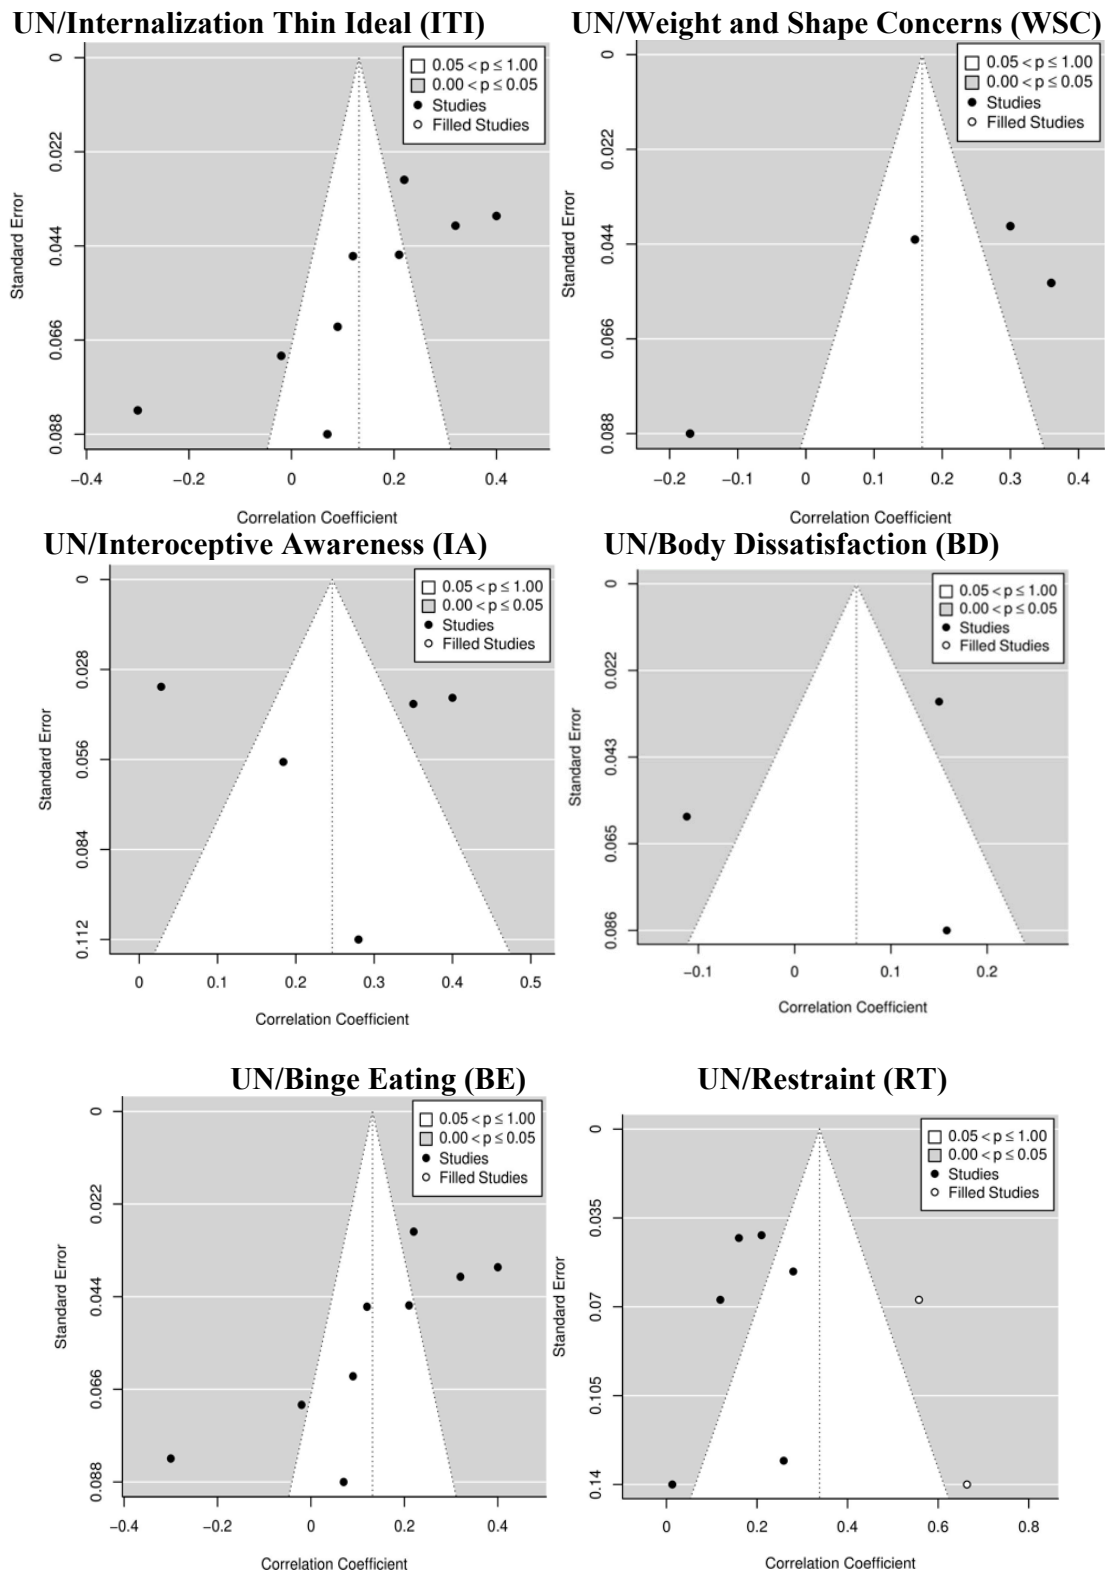 UN/Internalization Thin Ideal (ITI)
0.05 < p ≤ 1.00
0.00 < p ≤ 0.05
Studies
Filled Studies
Standard Error
0
0.022
0.044
0.066
0.088
−0.4
−0.2
0
0.2
0.4
Correlation Coefficient
UN/Weight and Shape Concerns (WSC)
0.05 < p ≤ 1.00
0.00 < p ≤ 0.05
Studies
Filled Studies
Standard Error
0
0.022
0.044
0.066
0.088
−0.2
−0.1
0
0.1
0.2
0.3
0.4
Correlation Coefficient
UN/Interoceptive Awareness (IA)
0.05 < p ≤ 1.00
0.00 < p ≤ 0.05
Studies
Filled Studies
Standard Error
0
0.028
0.056
0.084
0.112
0
0.1
0.2
0.3
0.4
0.5
Correlation Coefficient
UN/Body Dissatisfaction (BD)
0.05 < p ≤ 1.00
0.00 < p ≤ 0.05
Studies
Filled Studies
Standard Error
0
0.022
0.043
0.065
0.086
−0.1
0
0.1
0.2
Correlation Coefficient
UN/Binge Eating (BE)
0.05 < p ≤ 1.00
0.00 < p ≤ 0.05
Studies
Filled Studies
Standard Error
0
0.022
0.044
0.066
0.088
−0.4
−0.2
0
0.2
0.4
Correlation Coefficient
UN/Restraint (RT)
0.05 < p ≤ 1.00
0.00 < p ≤ 0.05
Studies
Filled Studies
Standard Error
0
0.035
0.07
0.105
0.14
0
0.2
0.4
0.6
0.8
Correlation Coefficient